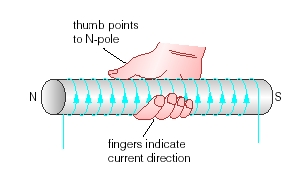 thumb points
to N-pole
N
S
fingers indicate
current direction